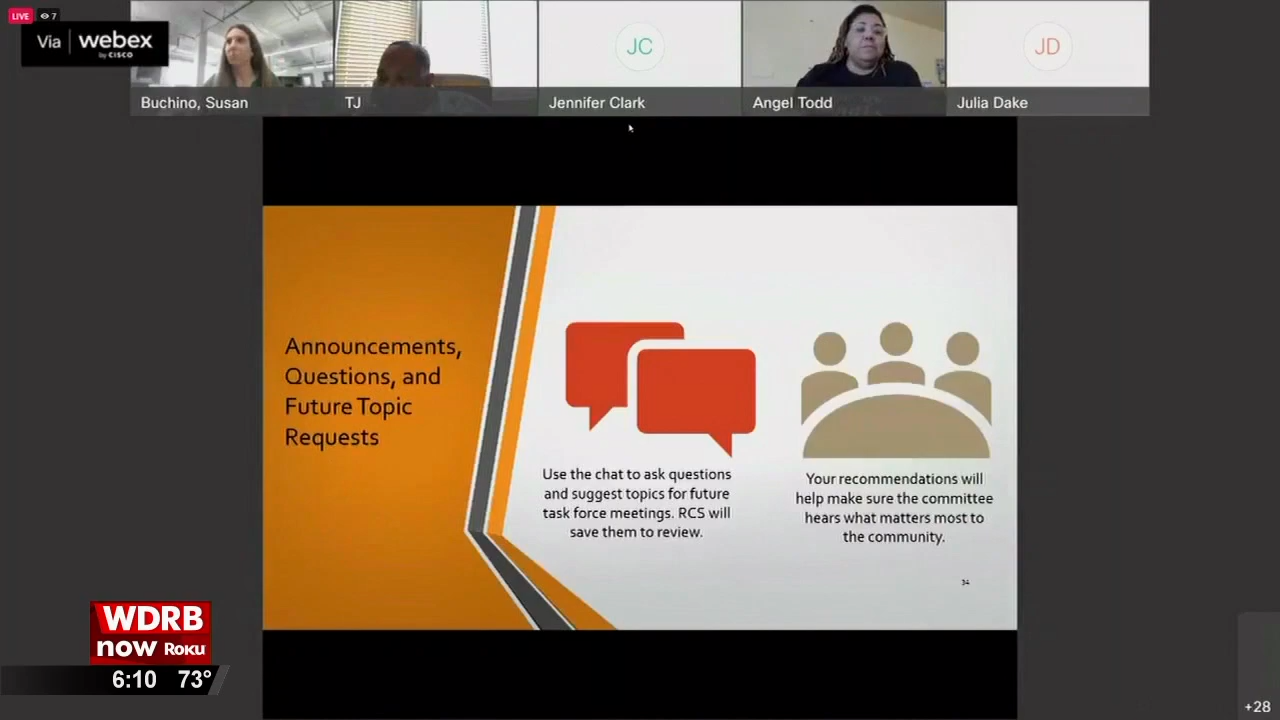 LIVE 7
Via webex
by CISCO
JC
JD
Buchino, Susan
TJ
Jennifer Clark
Angel Todd
Julia Dake
Announcements,
Questions, and
Future Topic
Requests
Use the chat to ask questions
and suggest topics for future
task force meetings. RCS will
save them to review.
Your recommendations will
help make sure the committee
hears what matters most to
the community.
34
WDRB
now Roku
6:10 73°
+28